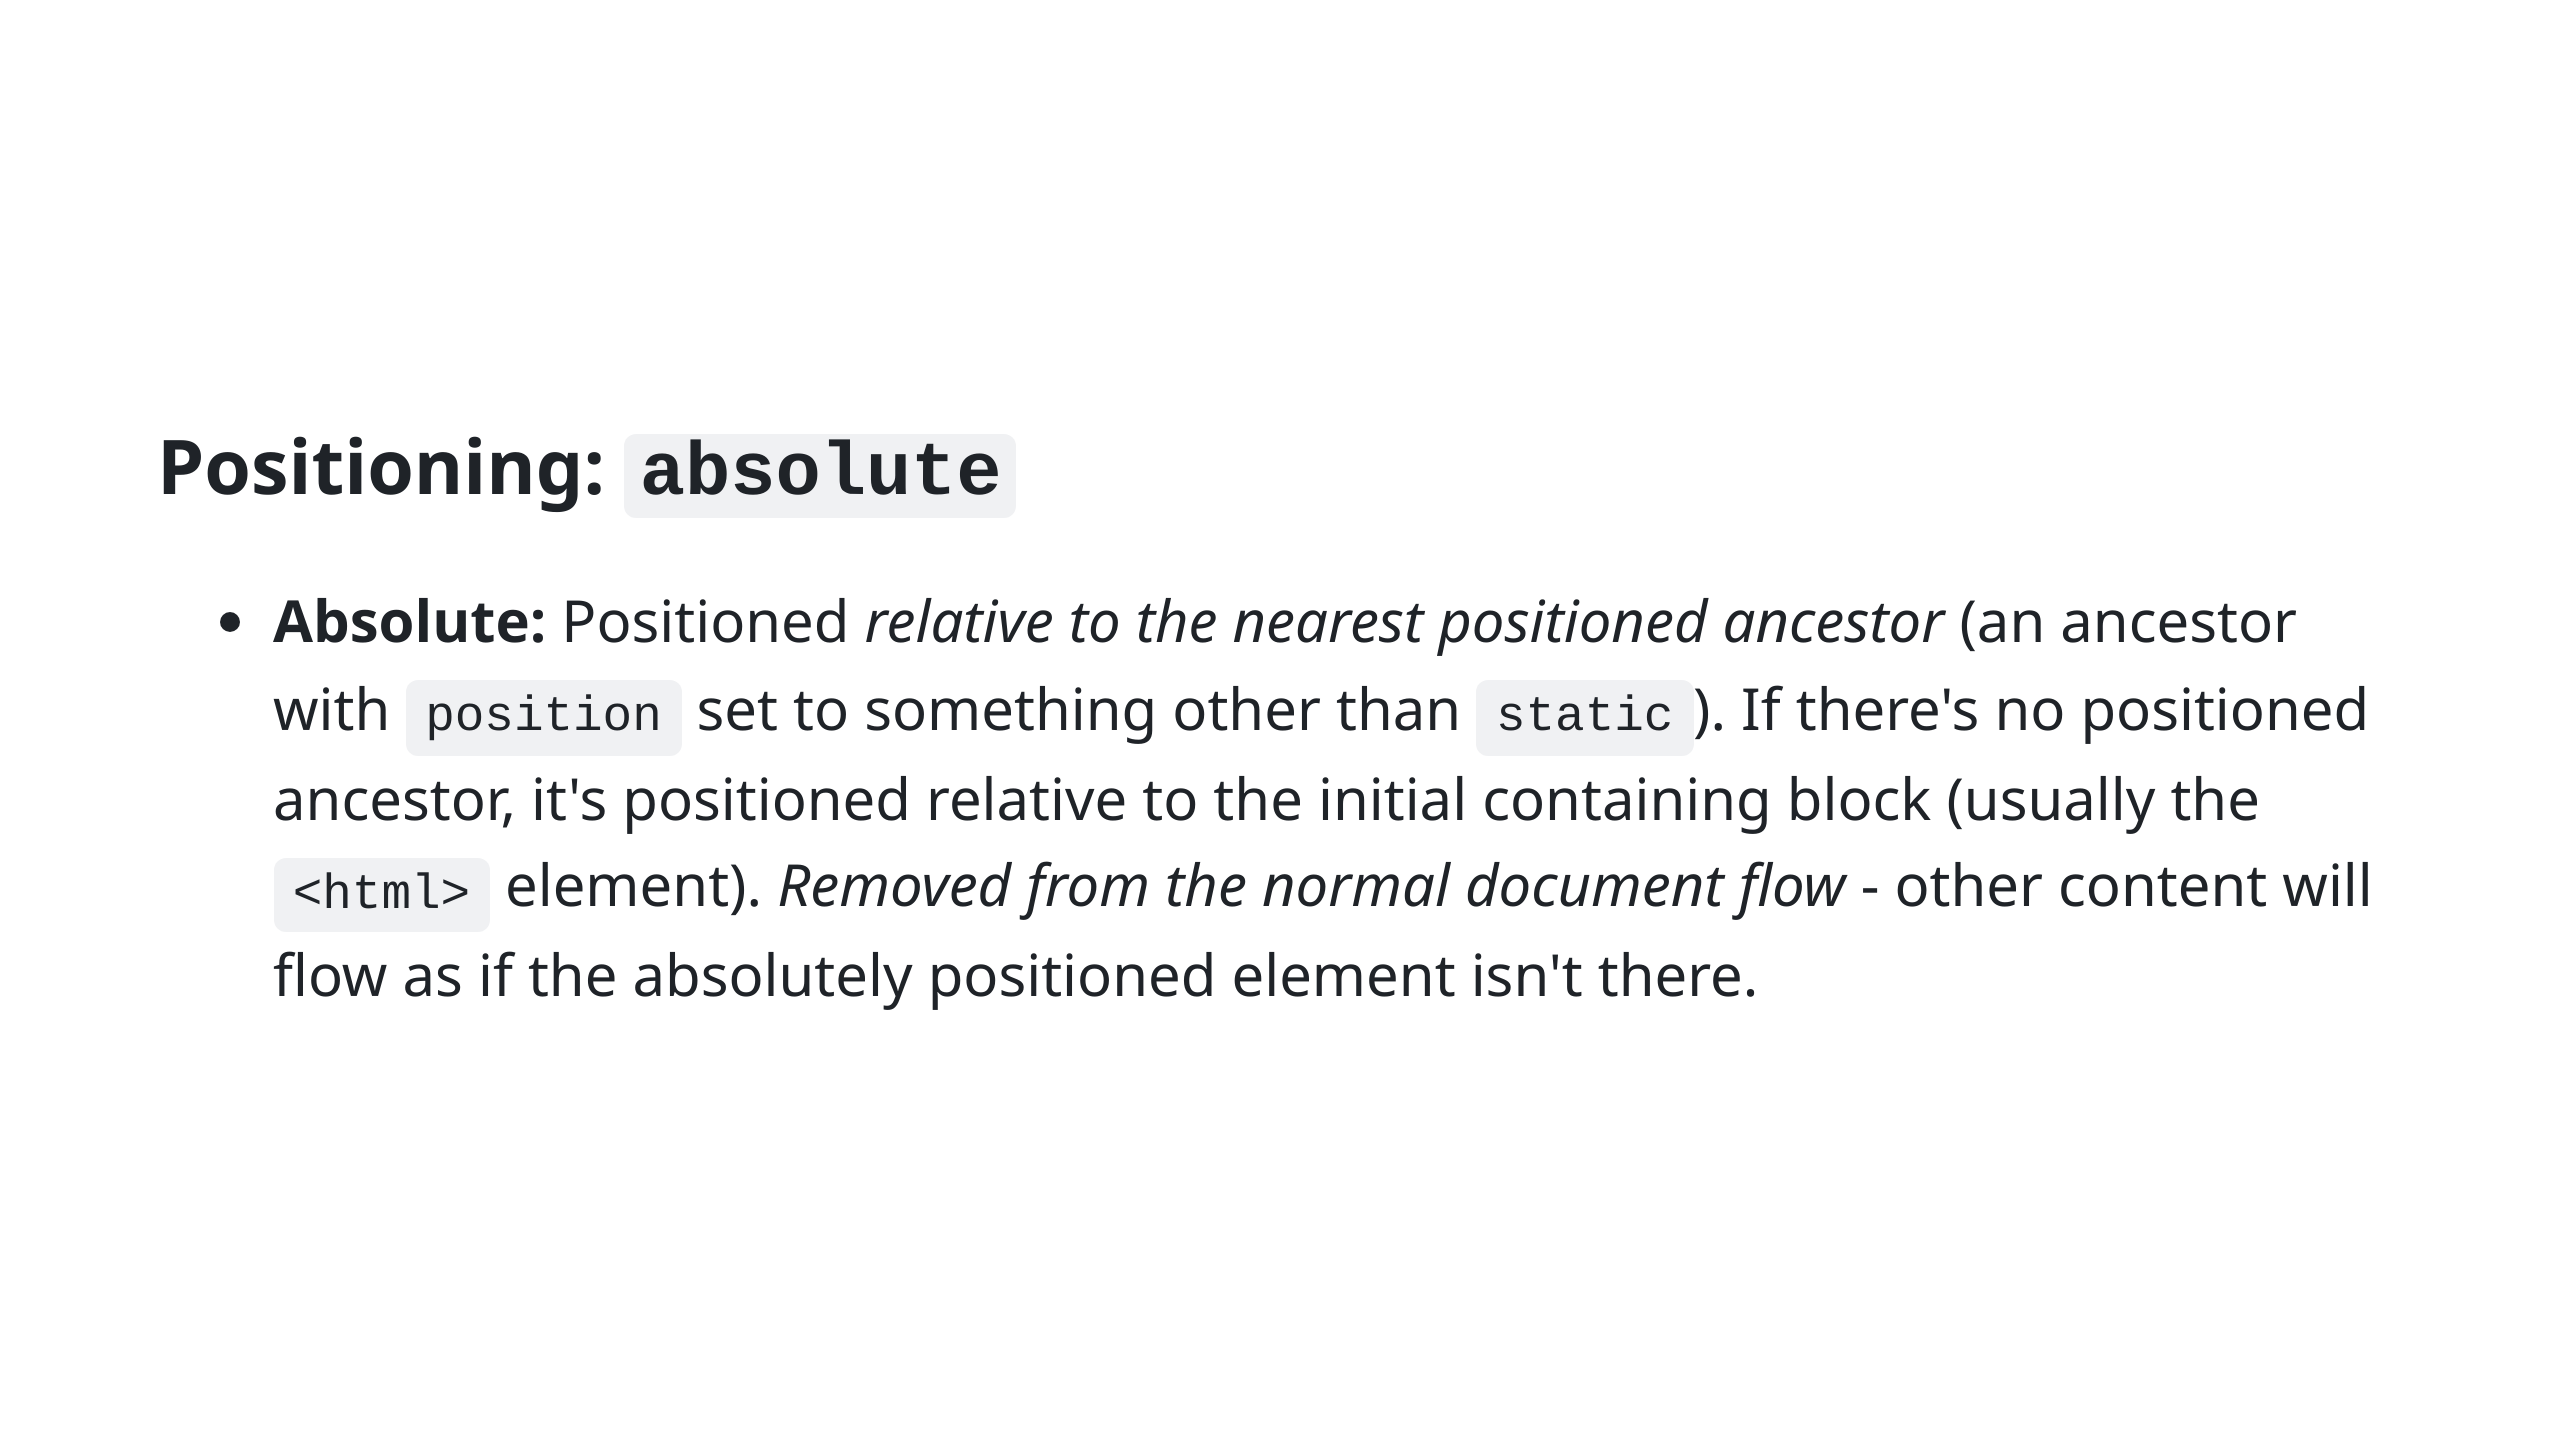 Positioning: absolute
Absolute: Positioned relative to the nearest positioned ancestor (an ancestor
with position set to something other than static). If there's no positioned
ancestor, it's positioned relative to the initial containing block (usually the
<html> element). Removed from the normal document flow - other content will
flow as if the absolutely positioned element isn't there.